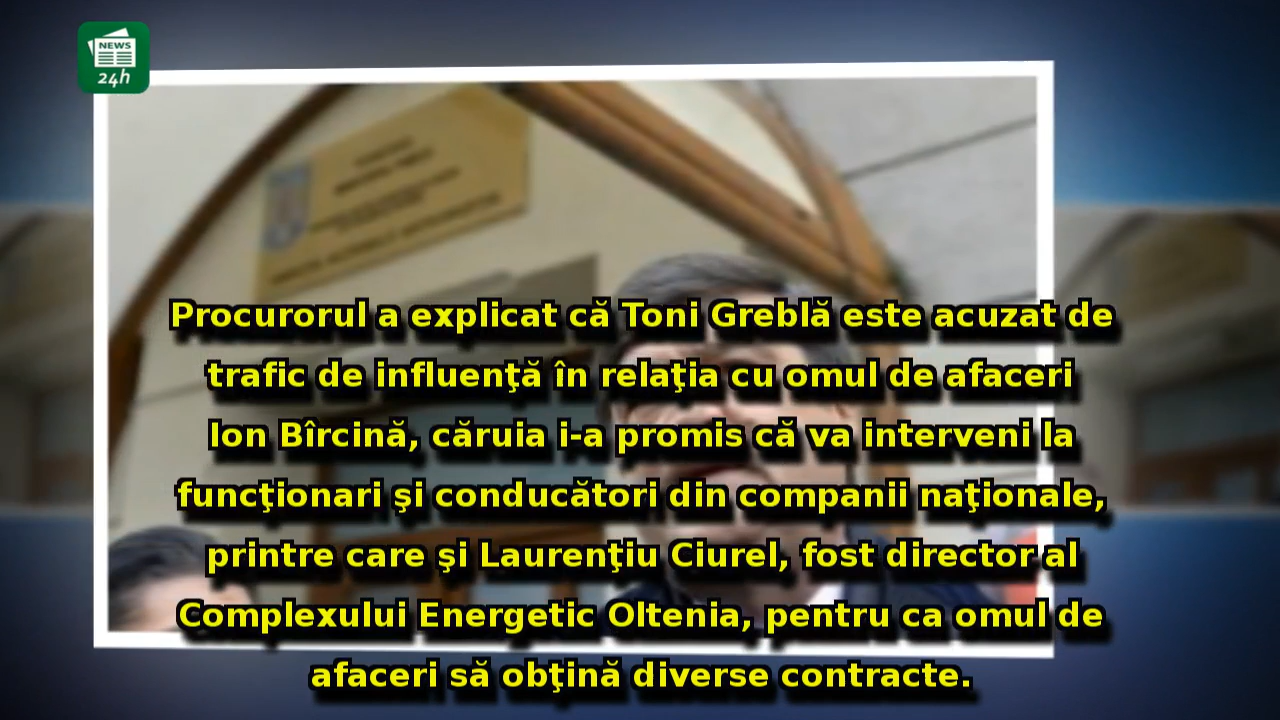 NEWS
24h
Procurorul a explicat că Toni Greblă este acuzat de
trafic de influenţă în relaţia cu omul de afaceri
Ion Bîrcină, căruia i-a promis că va interveni la
funcţionari şi conducători din companii naţionale,
printre care şi Laurenţiu Ciurel, fost director al
Complexului Energetic Oltenia, pentru ca omul de
afaceri să obţină diverse contracte.